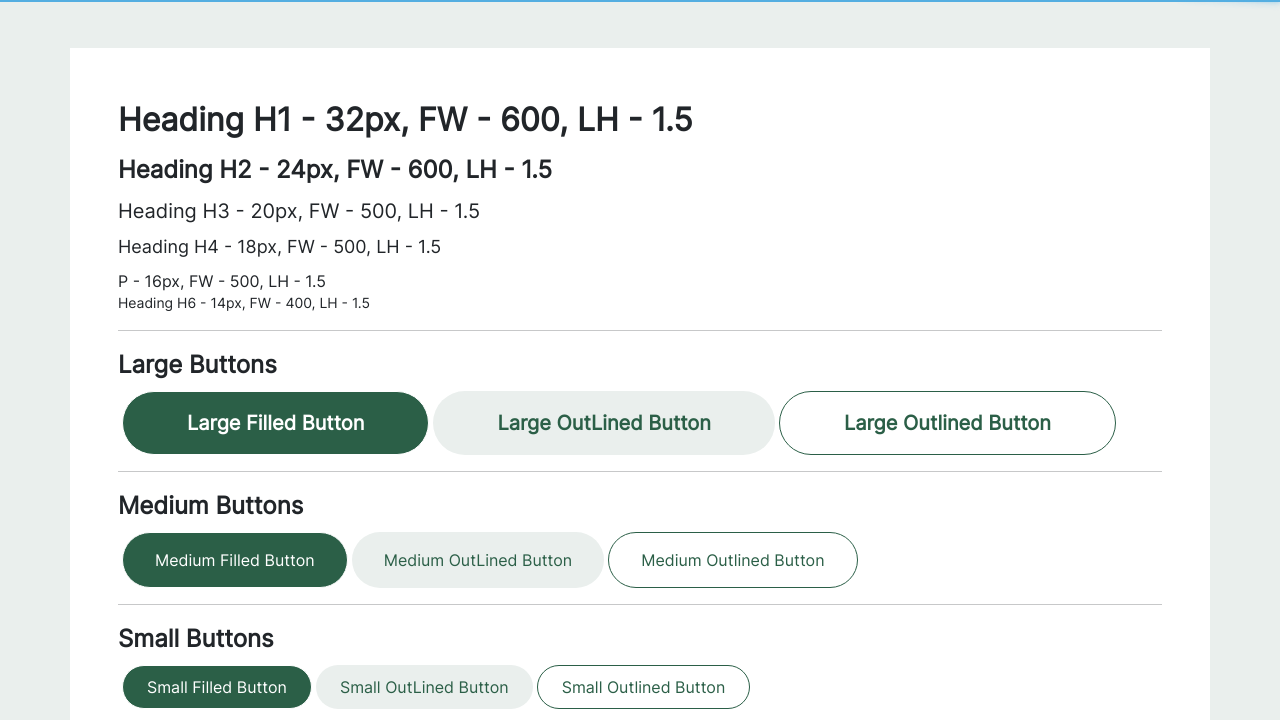 Heading H1 - 32px, FW - 600, LH - 1.5
Heading H2 - 24px, FW - 600, LH - 1.5
Heading H3 - 20px, FW - 500, LH - 1.5
Heading H4 - 18px, FW - 500, LH - 1.5
P - 16px, FW - 500, LH - 1.5
Heading H6 - 14px, FW - 400, LH - 1.5
Large Buttons
Large Filled Button Large OutLined Button Large Outlined Button
Medium Buttons
Medium Filled Button Medium OutLined Button Medium Outlined Button
Small Buttons
Small Filled Button Small OutLined Button Small Outlined Button